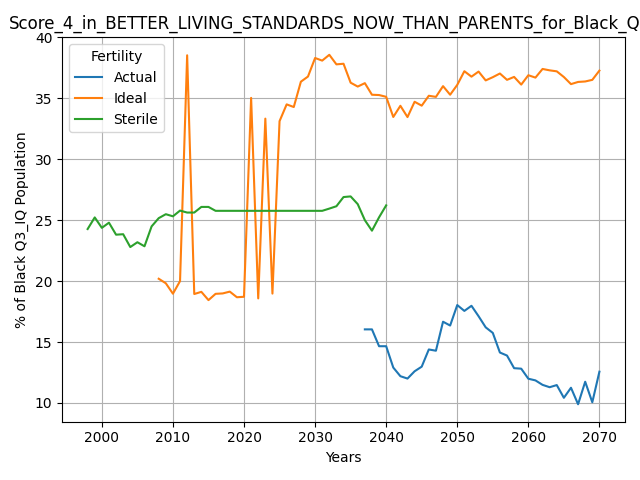 Score_4_in_BETTER_LIVING_STANDARDS_NOW_THAN_PARENTS_for_Black_Q
40
35
30
25
20
15
10
% of Black Q3_IQ Population
Fertility
Actual
Ideal
Sterile
2000 2010 2020 2030 2040 2050 2060 2070
Years